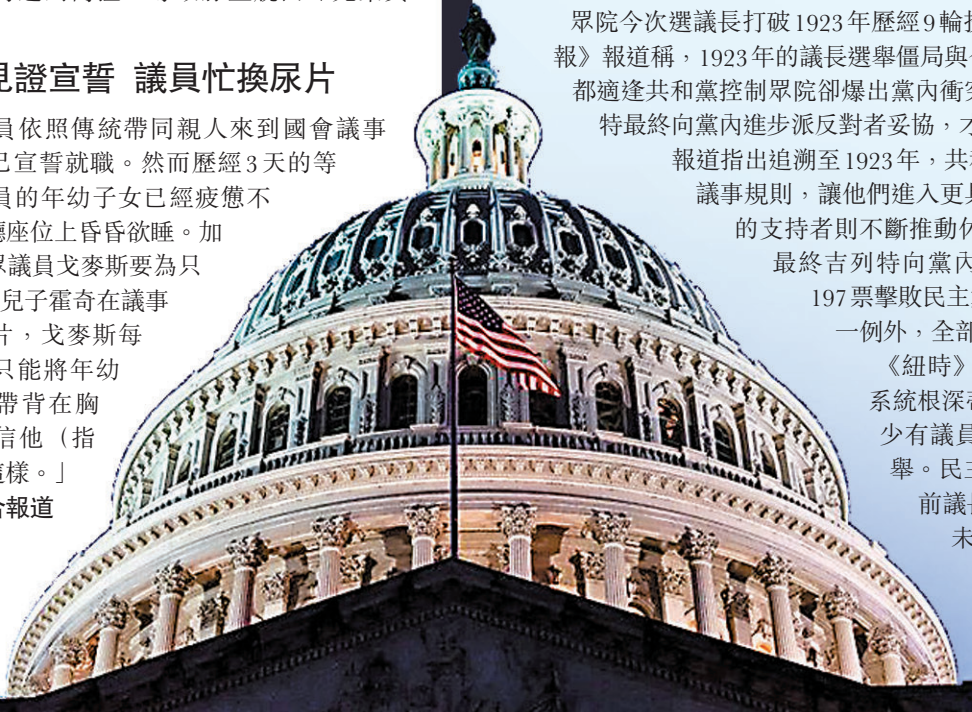 見證宣誓 議員忙換尿片
員依照傳統帶同親人來到國會議事
己宣誓就職。然而歷經3天的等
員的年幼子女已經疲憊不
廳座位上昏昏欲睡。加
眾議員戈麥斯要為只
兒子霍奇在議事
片，戈麥斯每
只能將年幼
帶背在胸
信他（指
這樣。」
合報道
眾院今次選議長打破1923年歷經9輪
報》報道稱，1923年的議長選舉僵局與
都適逢共和黨控制眾院卻爆出黨內衝突
特最終向黨內進步派反對者妥協，才
報道指出追溯至1923年，共和
議事規則，讓他們進入更具
的支持者則不斷推動休
最終吉列特向黨內
197票擊敗民主
一例外，全部
《紐時》
系統根深蒂
少有議員
舉。民主
前議
未